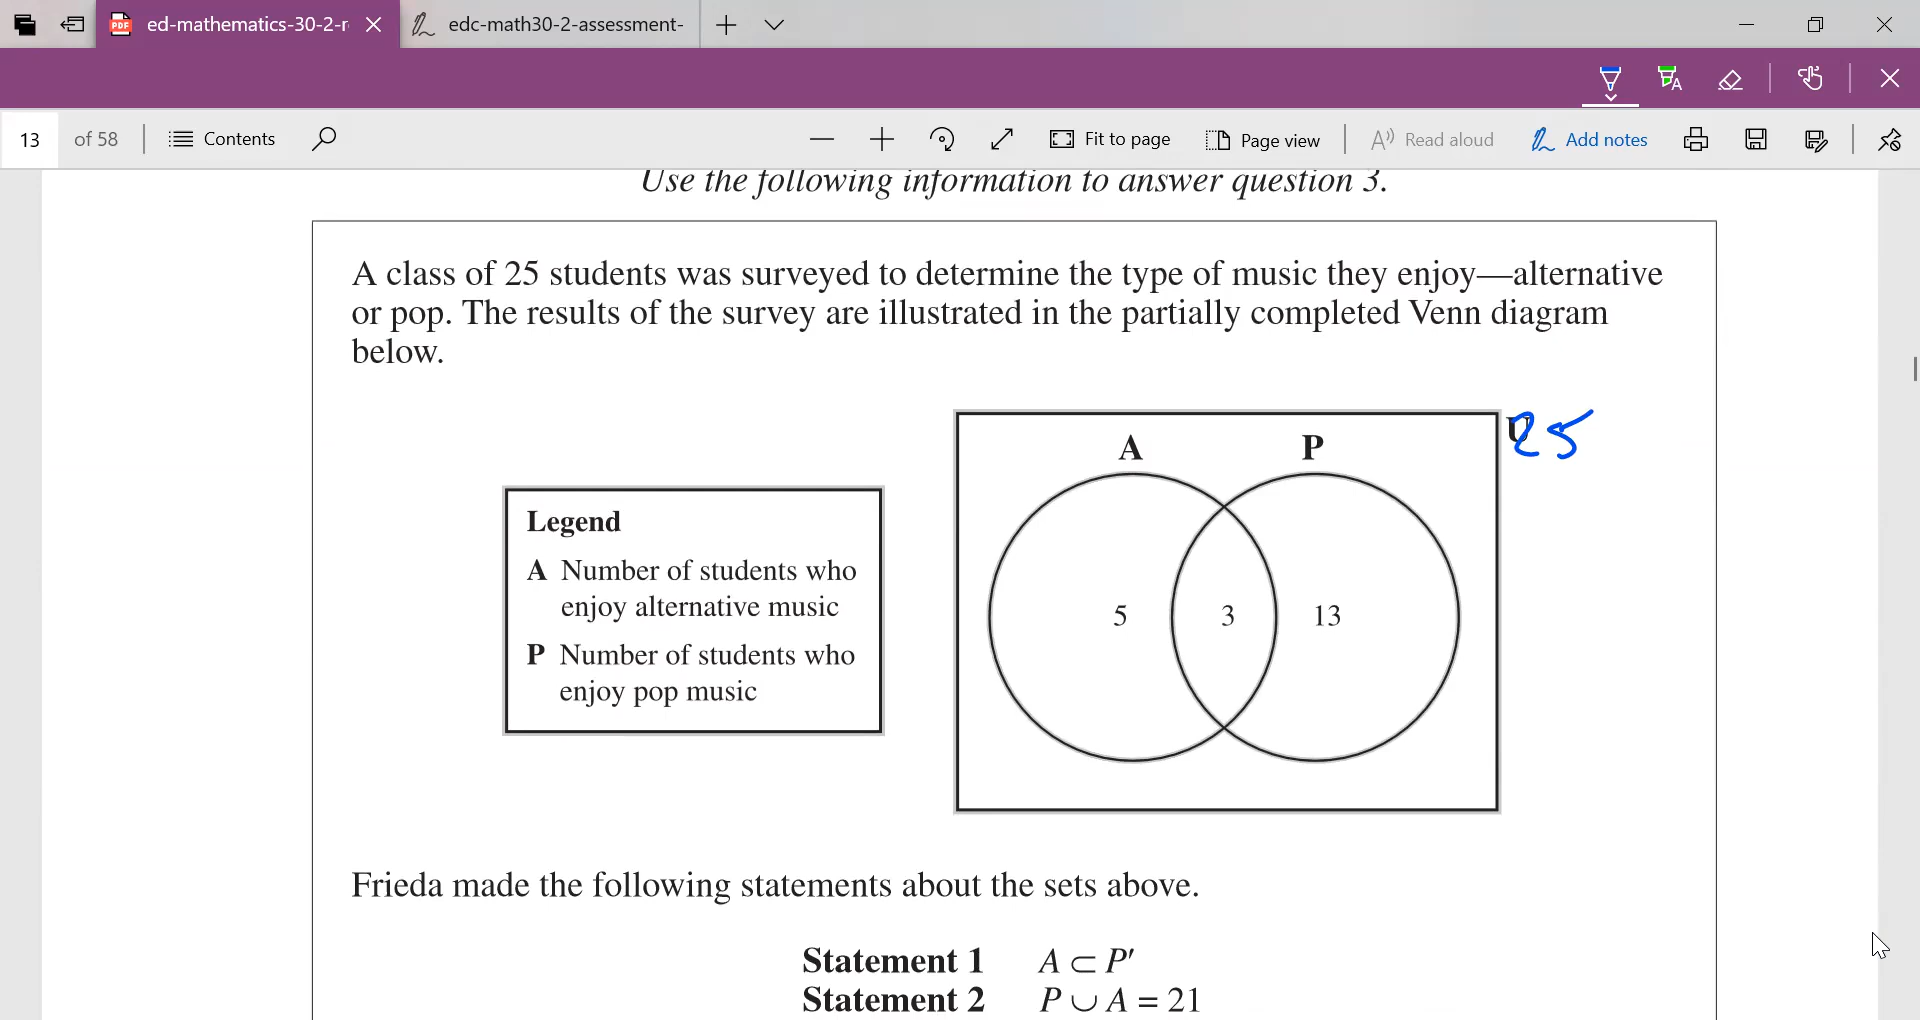 ed-mathematics-30-2-r
edc-math30-2-assessment-
13 of 58 Contents Fit to page Page view Read aloud Add notes
Use the following information to answer question 3.
A class of 25 students was surveyed to determine the type of music they enjoy—alternative
or pop. The results of the survey are illustrated in the partially completed Venn diagram
below.
U 25
A P
Legend
A Number of students who
enjoy alternative music
P Number of students who
enjoy pop music
5 3 13
Frieda made the following statements about the sets above.
Statement 1 A ⊂ P′
Statement 2 P ∪ A = 21